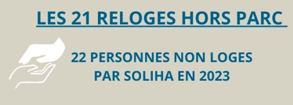 LES 21 RELOGES HORS PARC
22 PERSONNES NON LOGES
PAR SOLIHA EN 2023